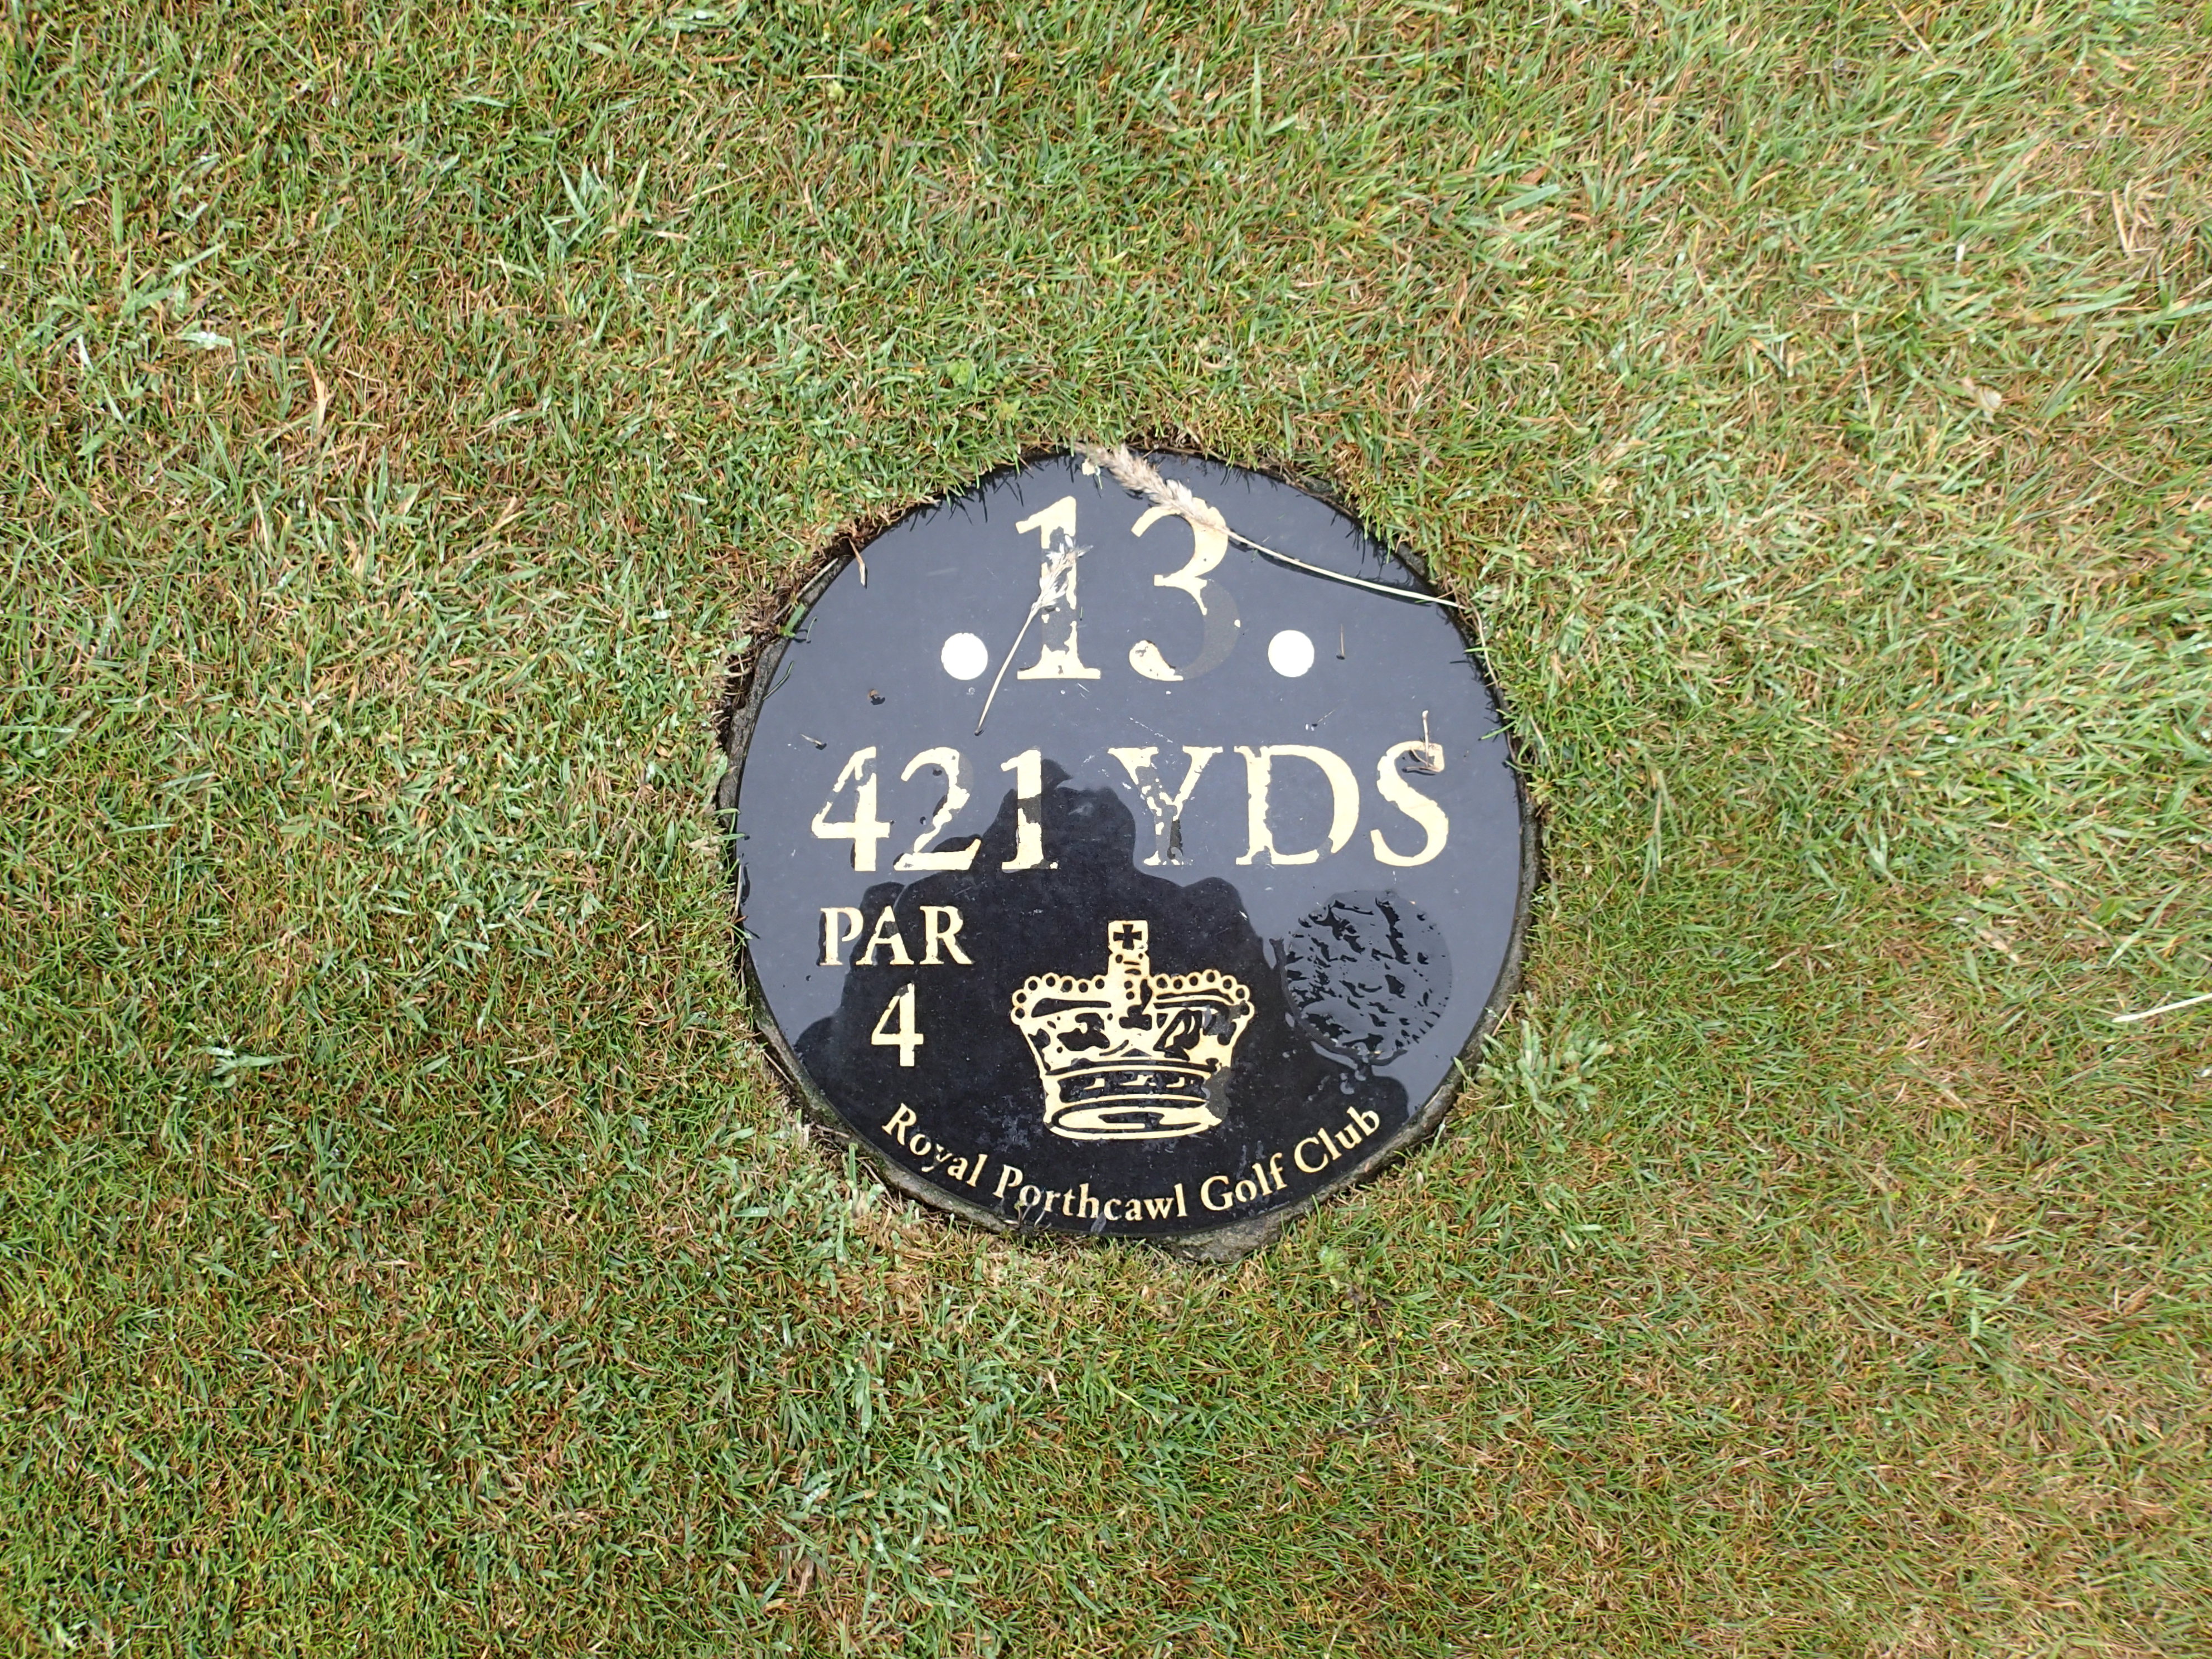 .13.
421 YDS
PAR
4
Royal Porthcawl Golf Club